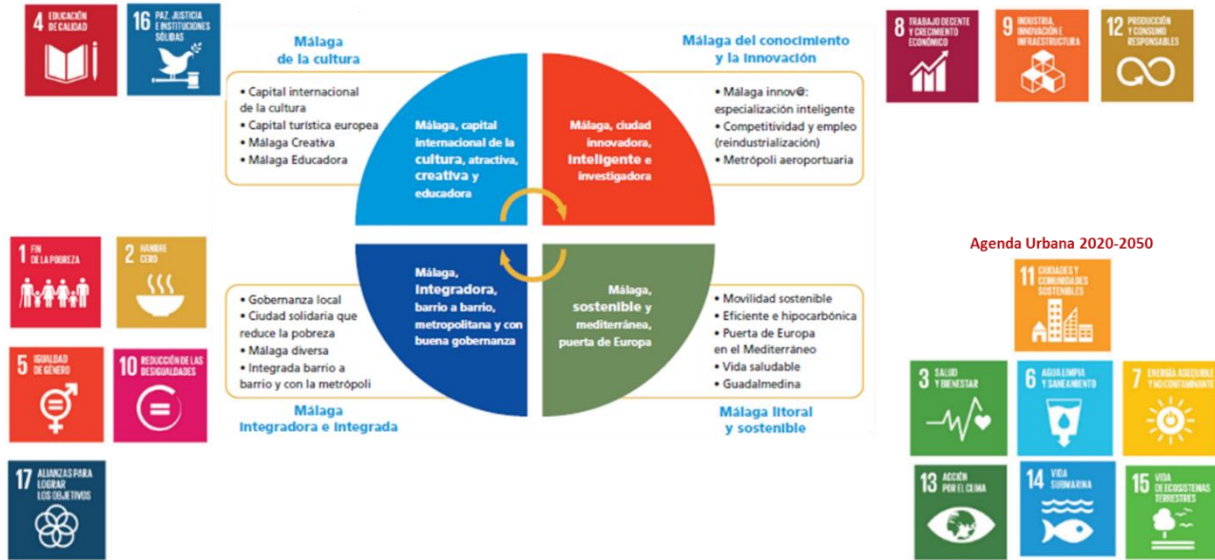 4 EDUCACIÓN
DE CALIDAD
16 PAZ, JUSTICIA
E INSTITUCIONES
SÓLIDAS
Málaga
de la cultura
• Capital internacional
de la cultura
• Capital turística europea
• Málaga Creativa
• Málaga Educadora
Málaga, capital
internacional de la
cultura, atractiva,
creativa y
educadora
Málaga del conocimiento
y la innovación
• Málaga innov@:
especialización inteligente
• Competitividad y empleo
(reindustrialización)
• Metrópoli aeroportuaria
Málaga, ciudad
innovadora,
inteligente e
investigadora
8 TRABAJO DECENTE
Y CRECIMIENTO
ECONÓMICO
9 INDUSTRIA,
INNOVACIÓN E
INFRAESTRUCTURA
12 PRODUCCIÓN
Y CONSUMO
RESPONSABLES
1 FIN
DE LA POBREZA
2 HAMBRE
CERO
5 IGUALDAD
DE GÉNERO
10 REDUCCIÓN DE LAS
DESIGUALDADES
17 ALIANZAS PARA
LOGRAR
LOS OBJETIVOS
• Gobernanza local
• Ciudad solidaria que
reduce la pobreza
• Málaga diversa
• Integrada barrio a
barrio y con la metrópoli
Málaga
integradora e integrada
Málaga,
integradora,
barrio a barrio,
metropolitana y con
buena gobernanza
Málaga,
sostenible y
mediterránea,
puerta de Europa
• Movilidad sostenible
• Eficiente e hipocarbónica
• Puerta de Europa
en el Mediterráneo
• Vida saludable
• Guadalmedina
Málaga litoral
y sostenible
Agenda Urbana 2020-2050
11 CIUDADES Y
COMUNIDADES
SOSTENIBLES
3 SALUD
Y BIENESTAR
6 AGUA LIMPIA
Y SANEAMIENTO
7 ENERGÍA ASEQUIBLE
Y NO CONTAMINANTE
13 ACCIÓN
POR EL CLIMA
14 VIDA
SUBMARINA
15 VIDA
DE ECOSISTEMAS
TERRESTRES